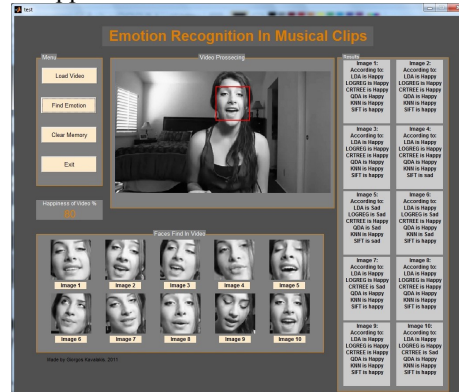 test
Emotion Recognition In Musical Clips
Menu
Load Video
Find Emotion
Clear Memory
Exit
Happiness of Video %
80
Video Processing
Faces Find In Video
Image 1
Image 2
Image 3
Image 4
Image 5
Image 6
Image 7
Image 8
Image 9
Image 10
Made by Giorgos Kavadelis, 2011
Results
Image 1:
According to:
LDA is Happy
LOGREG is Happy
CRTREE is Happy
QDA is Happy
KNN is Happy
SIFT is Happy
Image 2:
According to:
LDA is Happy
LOGREG is Happy
CRTREE is Happy
QDA is Happy
KNN is Happy
SIFT is happy
Image 3:
According to:
LDA is Happy
LOGREG is Happy
CRTREE is Happy
QDA is Happy
KNN is Happy
SIFT is happy
Image 4:
According to:
LDA is Happy
LOGREG is Happy
CRTREE is Happy
QDA is Happy
KNN is Happy
SIFT is sad
Image 5:
According to:
LDA is Sad
LOGREG is Sad
CRTREE is Happy
QDA is Sad
KNN is Happy
SIFT is sad
Image 6:
According to:
LDA is Happy
LOGREG is Happy
CRTREE is Happy
QDA is Happy
KNN is Sad
SIFT is happy
Image 7:
According to:
LDA is Happy
LOGREG is Happy
CRTREE is Sad
QDA is Happy
KNN is Happy
SIFT is happy
Image 8:
According to:
LDA is Happy
LOGREG is Happy
CRTREE is Happy
QDA is Happy
KNN is Happy
SIFT is happy
Image 9:
According to:
LDA is Happy
LOGREG is Happy
CRTREE is Happy
QDA is Happy
KNN is Happy
SIFT is happy
Image 10:
According to:
LDA is Happy
LOGREG is Happy
CRTREE is Sad
QDA is Happy
KNN is Happy
SIFT is happy